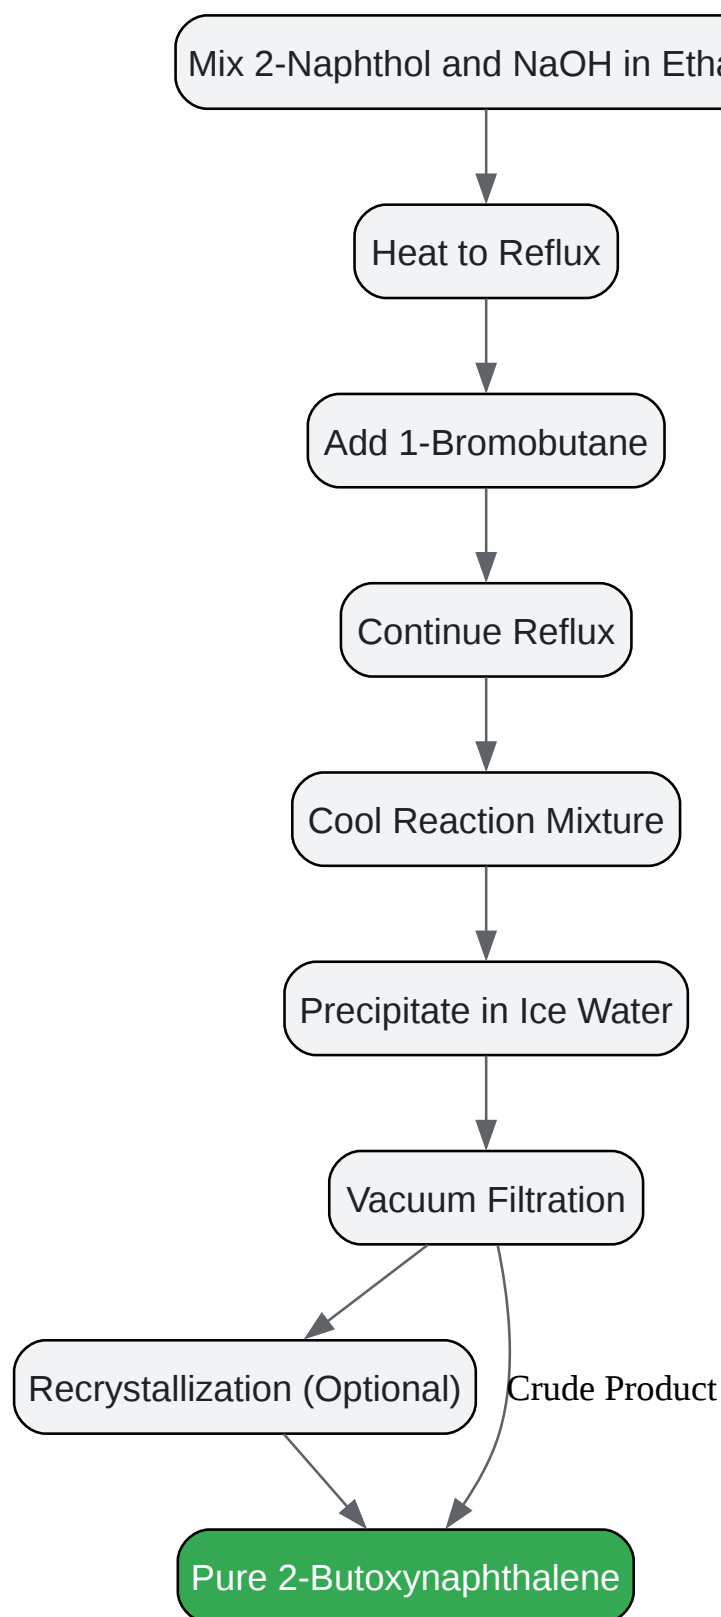 Mix 2-Naphthol and NaOH in Etha
Heat to Reflux
Add 1-Bromobutane
Continue Reflux
Cool Reaction Mixture
Precipitate in Ice Water
Vacuum Filtration
Recrystallization (Optional)
Crude Product
Pure 2-Butoxynaphthalene